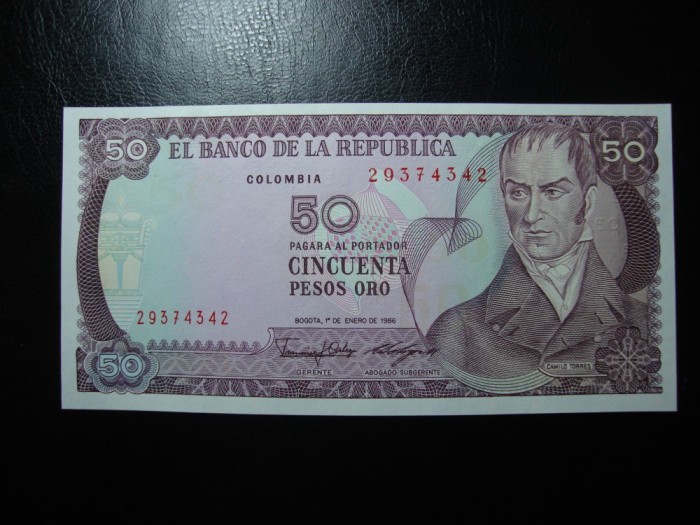 50
EL BANCO DE LA REPUBLICA
50
COLOMBIA
29374342
50
PAGARA AL PORTADOR
CINCUENTA
PESOS ORO
29374342
BOGOTA, 1º DE ENERO DE 1986
50
GERENTE
ABOGADO SUBGERENTE
CAMILO TORRES